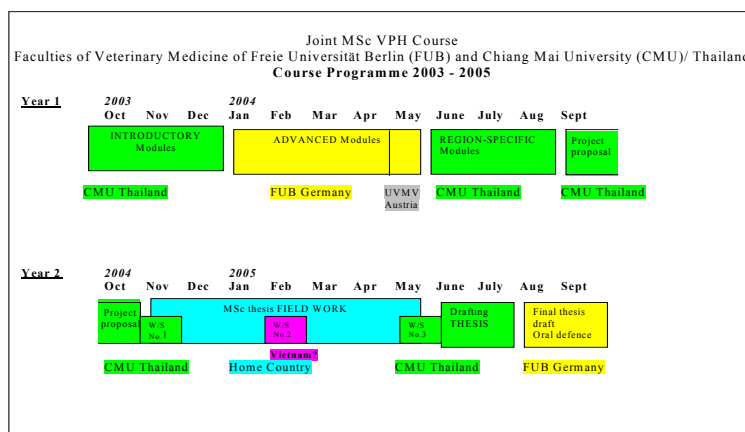 Joint MSc VPH Course
Faculties of Veterinary Medicine of Freie Universität Berlin (FUB) and Chiang Mai University (CMU)/ Thailand
Course Programme 2003 - 2005
Year 1 2003 2004
Oct Nov Dec Jan Feb Mar Apr May June July Aug Sept
INTRODUCTORY Modules
ADVANCED Modules
REGION-SPECIFIC Modules
Project proposal
CMU Thailand FUB Germany UVMV Austria CMU Thailand CMU Thailand
Year 2 2004 2005
Oct Nov Dec Jan Feb Mar Apr May June July Aug Sept
Project proposal
W/S No.1
MSc thesis FIELD WORK
W/S No.2
W/S No.3
Drafting THESIS
Final thesis draft
Oral defence
Vietnam?
CMU Thailand Home Country CMU Thailand FUB Germany